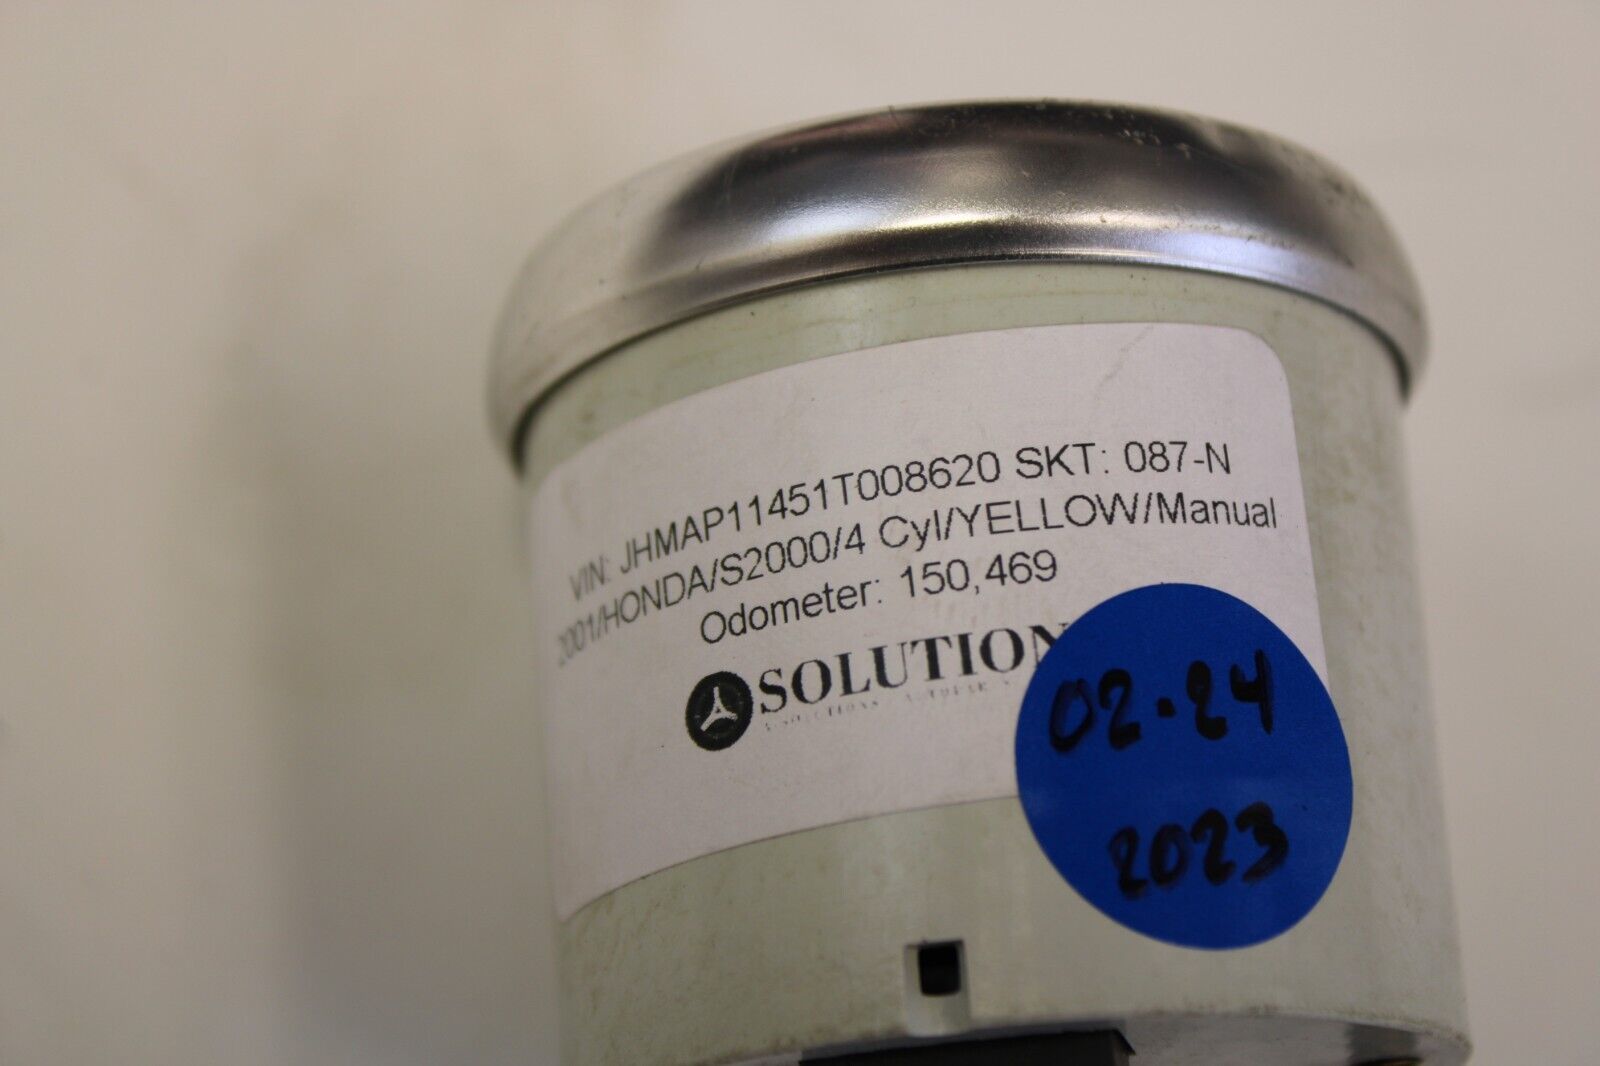 VIN: JHMAP11451T008620 SKT: 087-N
2001/HONDA/S2000/4 Cyl/YELLOW/Manual
Odometer: 150,469
SOLUTION
02·24
2023